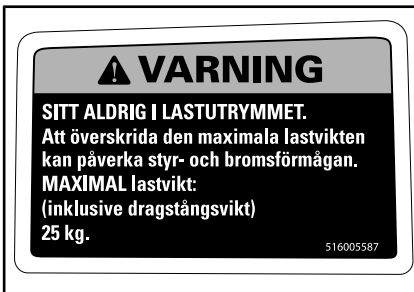 VARNING
SITT ALDRIG I LASTUTRYMMET.
Att överskrida den maximala lastvikten
kan påverka styr- och bromsförmågan.
MAXIMAL lastvikt:
(inklusive dragstångsvikt)
25 kg.
516005587